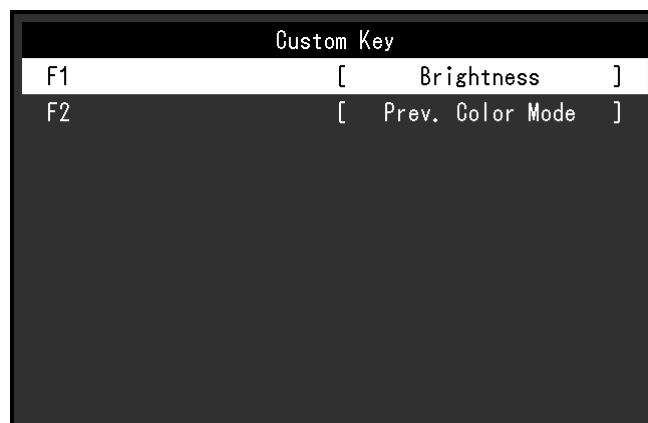 Custom Key
F1 [ Brightness ]
F2 [ Prev. Color Mode ]